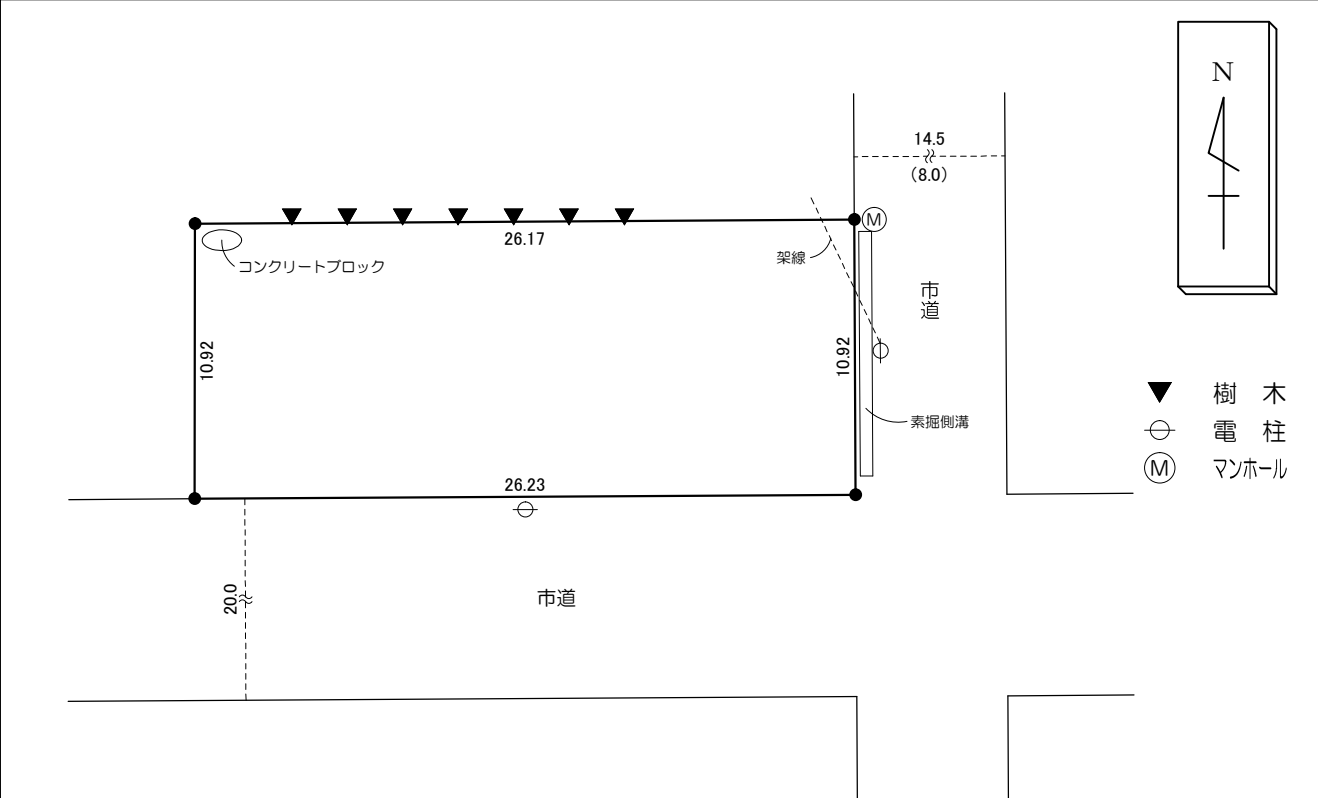 N
14.5
(8.0)
26.17
コンクリートブロック
架線
市道
10.92
10.92
素掘側溝
樹木
電柱
M
マンホール
M
26.23
20.0
市道